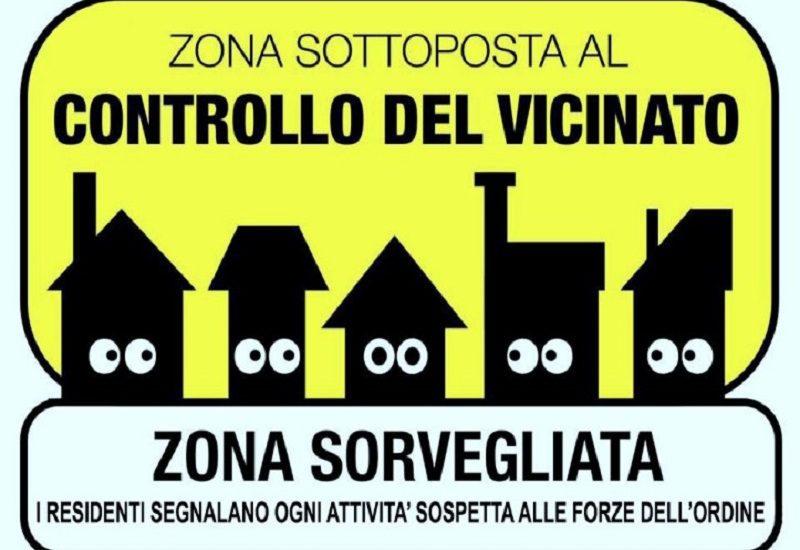 ZONA SOTTOPOSTA AL
CONTROLLO DEL VICINATO
ZONA SORVEGLIATA
I RESIDENTI SEGNALANO OGNI ATTIVITA' SOSPETTA ALLE FORZE DELL'ORDINE